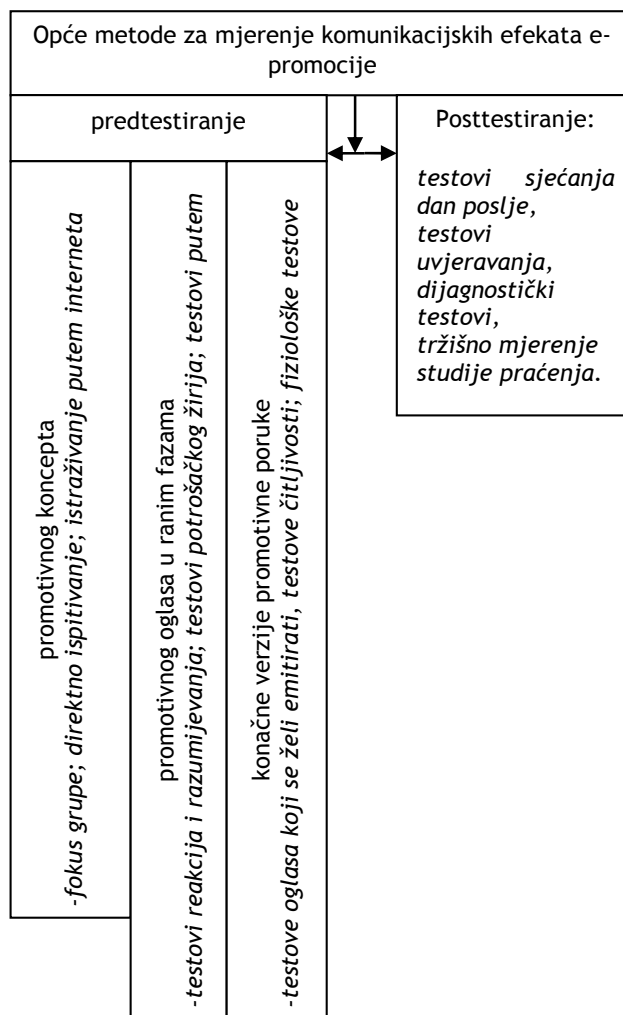 Opće metode za mjerenje komunikacijskih efekata e-
promocije
predtestiranje
promotivnog koncepta
-fokus grupe; direktno ispitivanje; istraživanje putem interneta
promotivnog oglasa u ranim fazama
-testovi reakcija i razumijevanja; testovi potrošačkog žirija; testovi putem
konačne verzije promotivne poruke
-testove oglasa koji se želi emitirati, testove čitljivosti; fiziološke testove
Posttestiranje:
testovi sjećanja
dan poslje,
testovi
uvjeravanja,
dijagnostički
testovi,
tržišno mjerenje
studije praćenja.